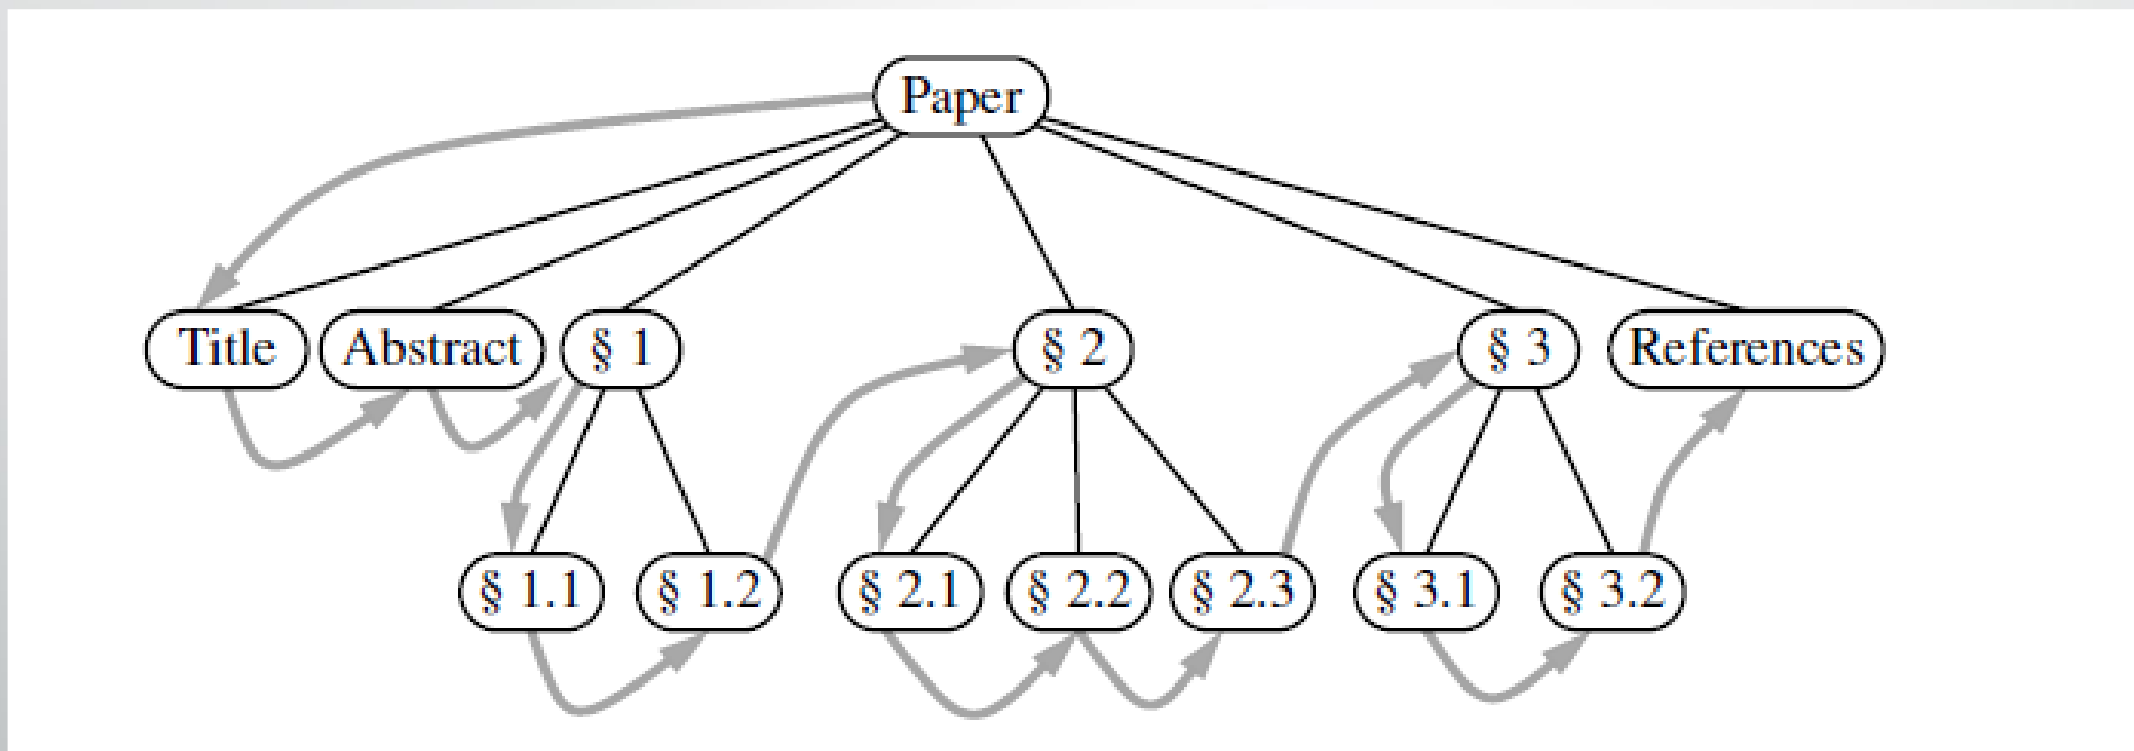 Paper
Title Abstract § 1 § 2 § 3 References
§ 1.1 § 1.2 § 2.1 § 2.2 § 2.3 § 3.1 § 3.2